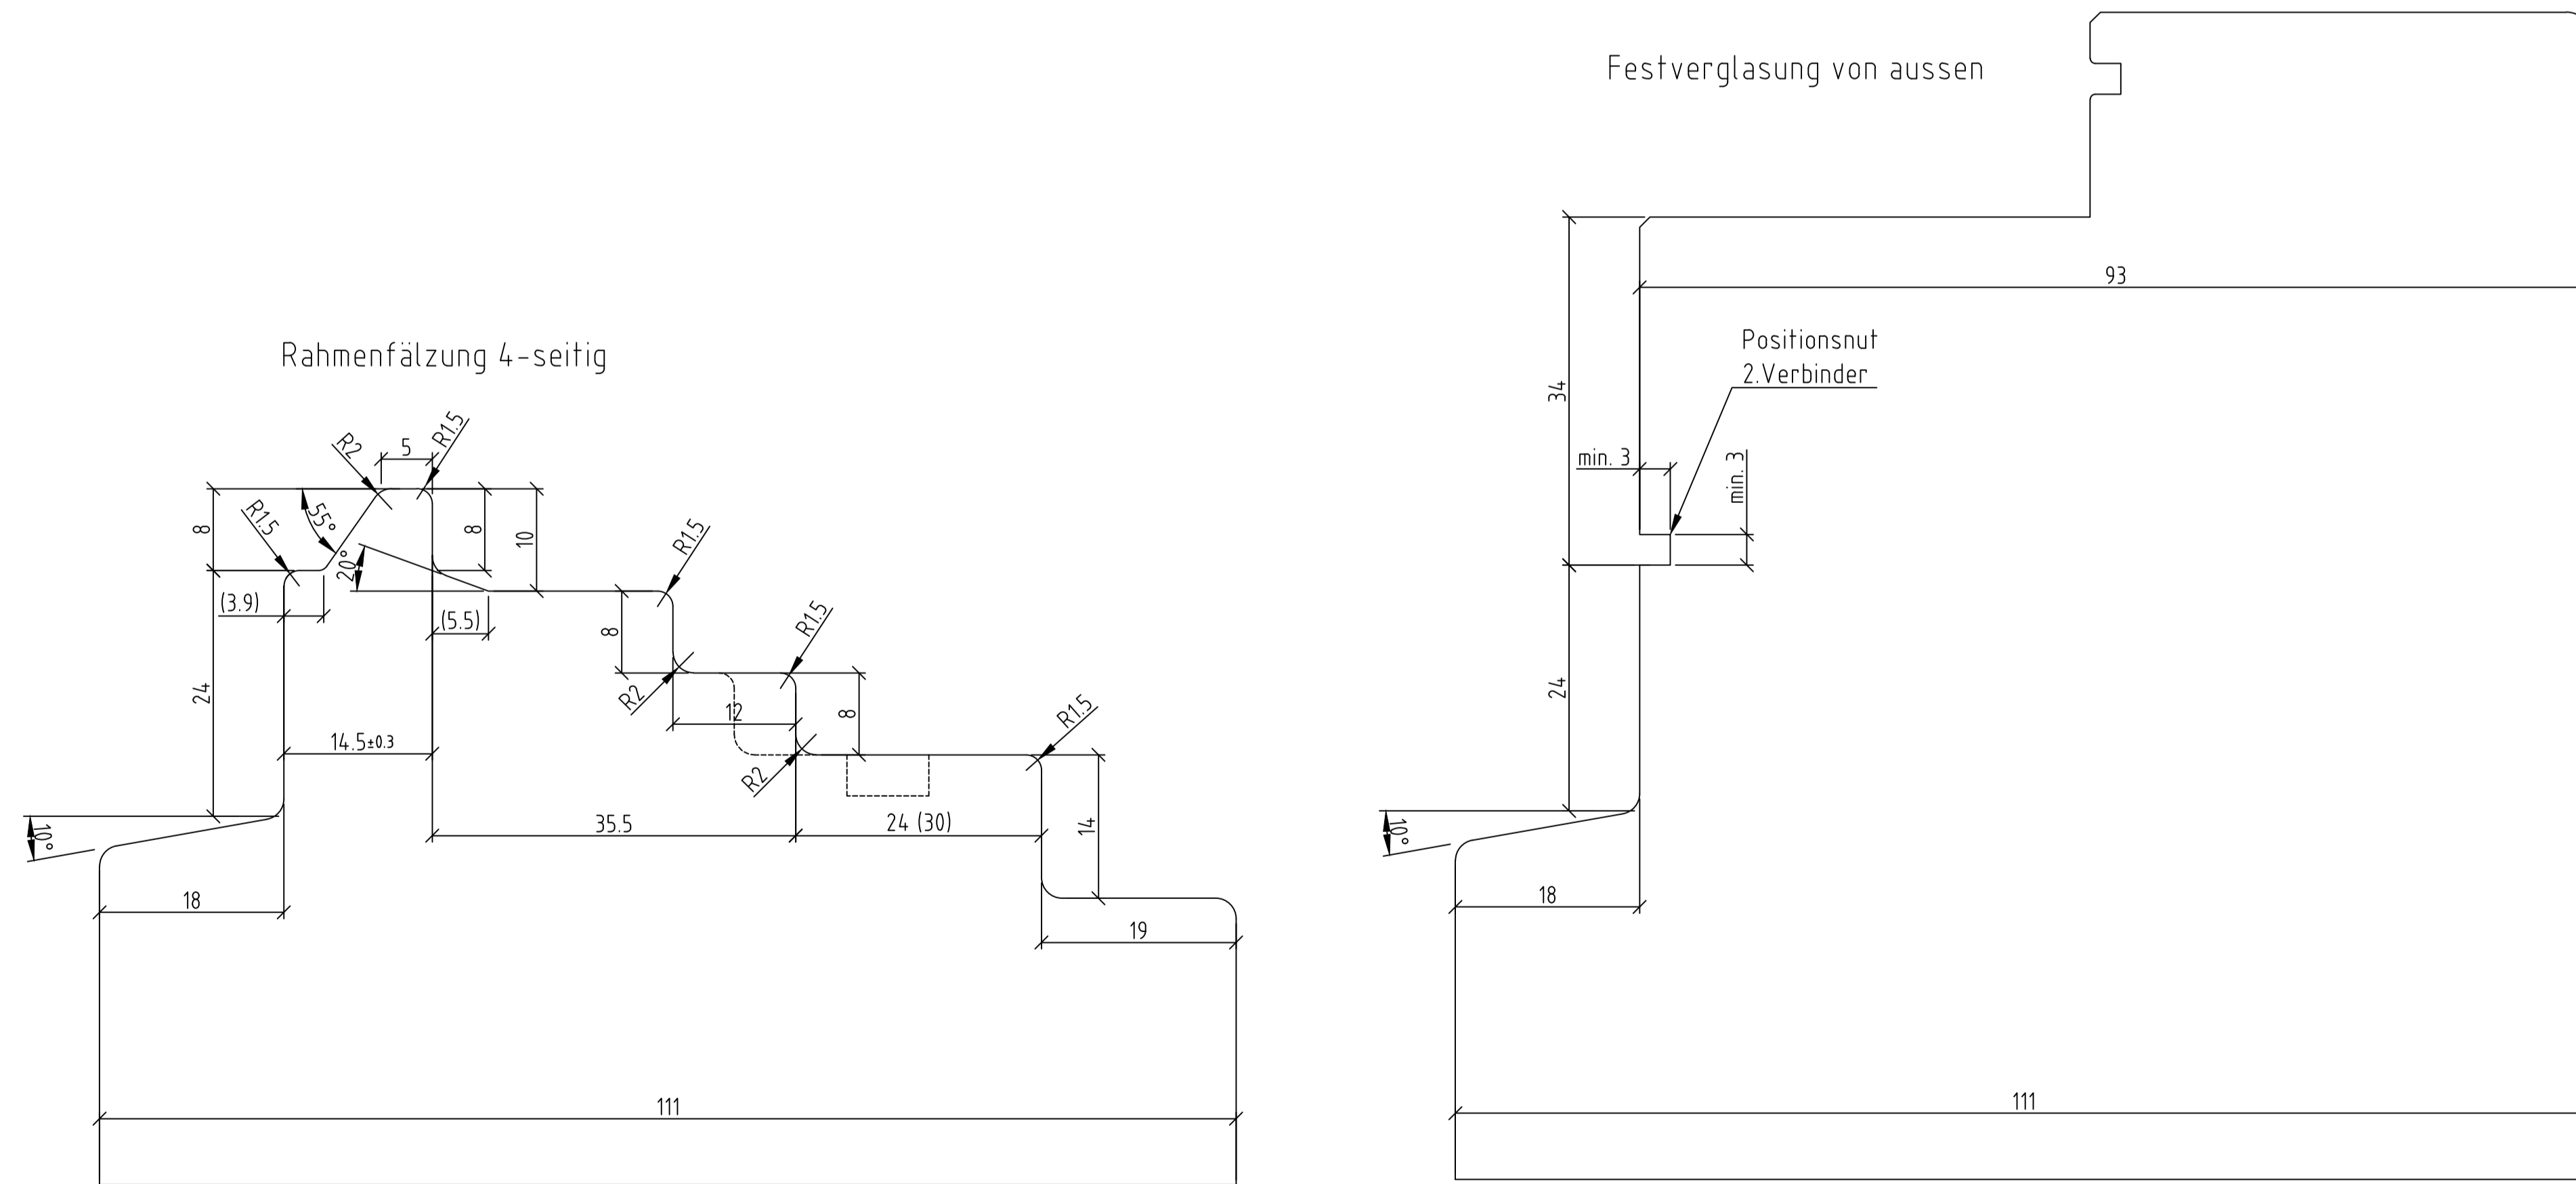 Festverglasung von aussen
93
Positionsnut
2.Verbinder
34
min. 3
min. 3
24
10°
18
111
Rahmenfälzung 4-seitig
R2
5
R1.5
R1.5
55°
8
8
10
20°
(3.9)
(5.5)
R1.5
8
R1.5
R2
12
8
R1.5
R2
24
14.5±0.3
35.5
24 (30)
14
10°
18
19
111